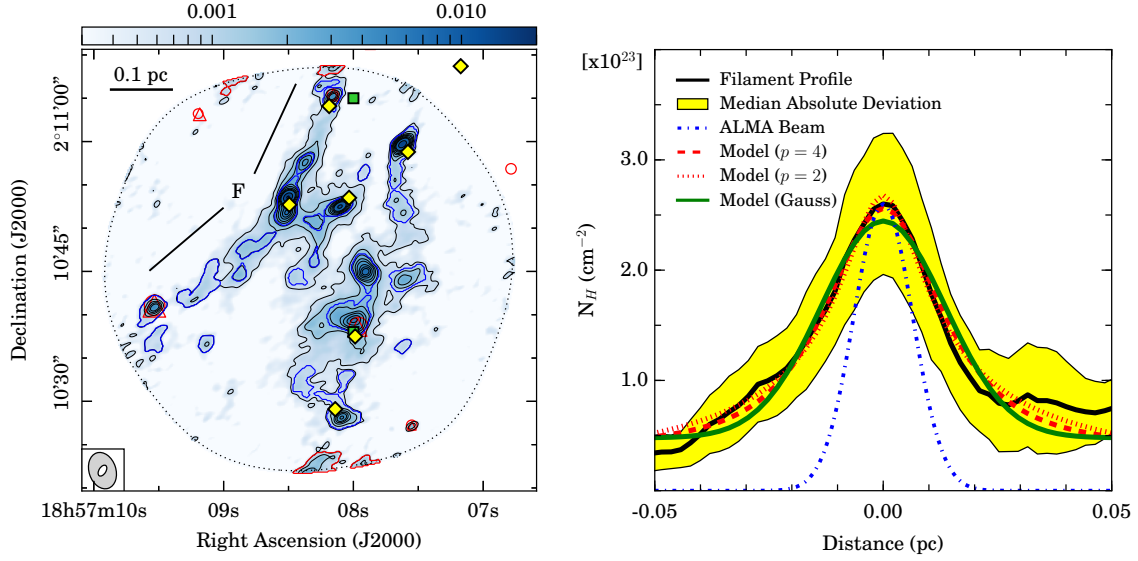 0.001 0.010
0.1 pc
F
2°11'00"
10'45"
10'30"
Declination (J2000)
18h57m10s 09s 08s 07s
Right Ascension (J2000)
[x10²³]
Filament Profile
Median Absolute Deviation
ALMA Beam
Model (p = 4)
Model (p = 2)
Model (Gauss)
3.0
2.0
1.0
N_H (cm⁻²)
-0.05 0.00 0.05
Distance (pc)